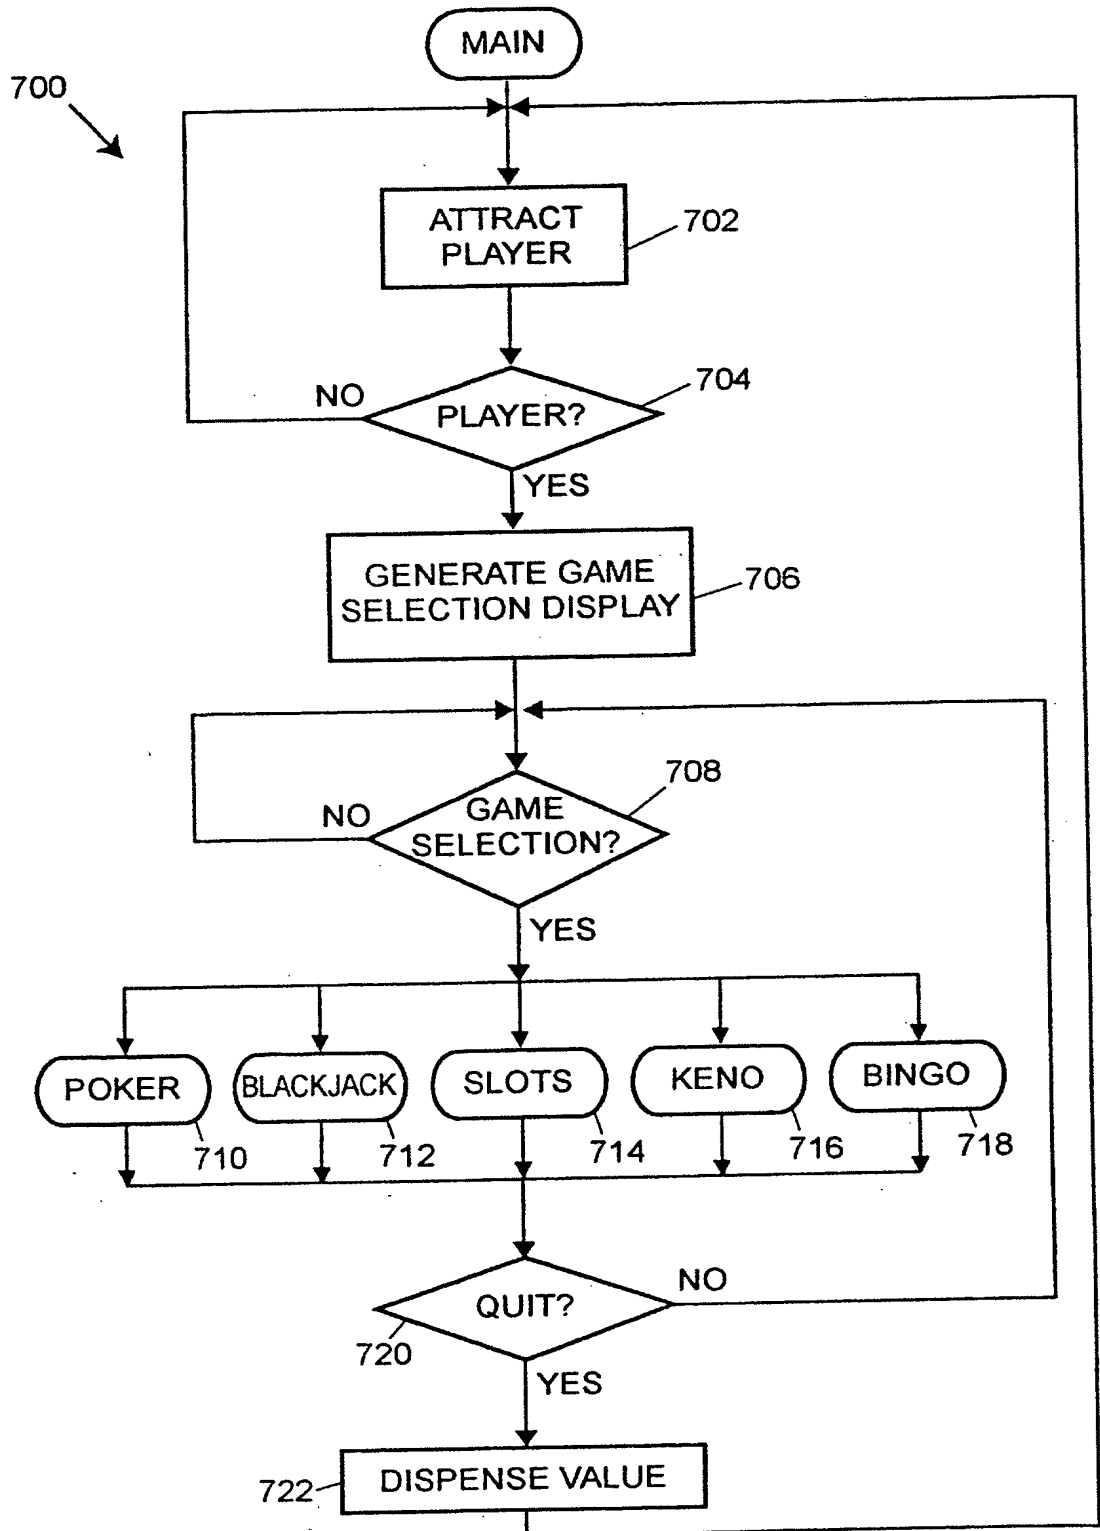 MAIN
700
ATTRACT
PLAYER
702
704
NO
PLAYER?
YES
GENERATE GAME
SELECTION DISPLAY
706
708
NO
GAME
SELECTION?
YES
POKER
BLACKJACK
SLOTS
KENO
BINGO
710
712
714
716
718
NO
QUIT?
720
YES
DISPENSE VALUE
722